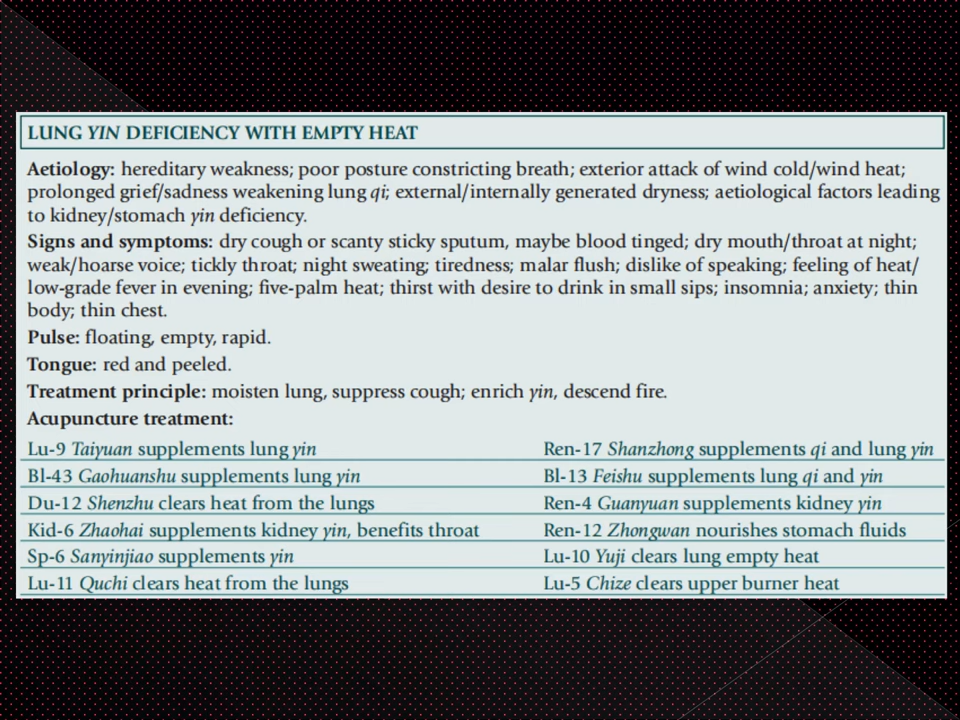 LUNG YIN DEFICIENCY WITH EMPTY HEAT
Aetiology: hereditary weakness; poor posture constricting breath; exterior attack of wind cold/wind heat;
prolonged grief/sadness weakening lung qi; external/internally generated dryness; aetiological factors leading
to kidney/stomach yin deficiency.
Signs and symptoms: dry cough or scanty sticky sputum, maybe blood tinged; dry mouth/throat at night;
weak/hoarse voice; tickly throat; night sweating; tiredness; malar flush; dislike of speaking; feeling of heat/
low-grade fever in evening; five-palm heat; thirst with desire to drink in small sips; insomnia; anxiety; thin
body; thin chest.
Pulse: floating, empty, rapid.
Tongue: red and peeled.
Treatment principle: moisten lung, suppress cough; enrich yin, descend fire.
Acupuncture treatment:
Lu-9 Taiyuan supplements lung yin
Ren-17 Shanzhong supplements qi and lung yin
Bl-43 Gaohuanshu supplements lung yin
Bl-13 Feishu supplements lung qi and yin
Du-12 Shenzhu clears heat from the lungs
Ren-4 Guanyuan supplements kidney yin
Kid-6 Zhaohai supplements kidney yin, benefits throat
Ren-12 Zhongwan nourishes stomach fluids
Sp-6 Sanyinjiao supplements yin
Lu-10 Yuji clears lung empty heat
Lu-11 Quchi clears heat from the lungs
Lu-5 Chize clears upper burner heat